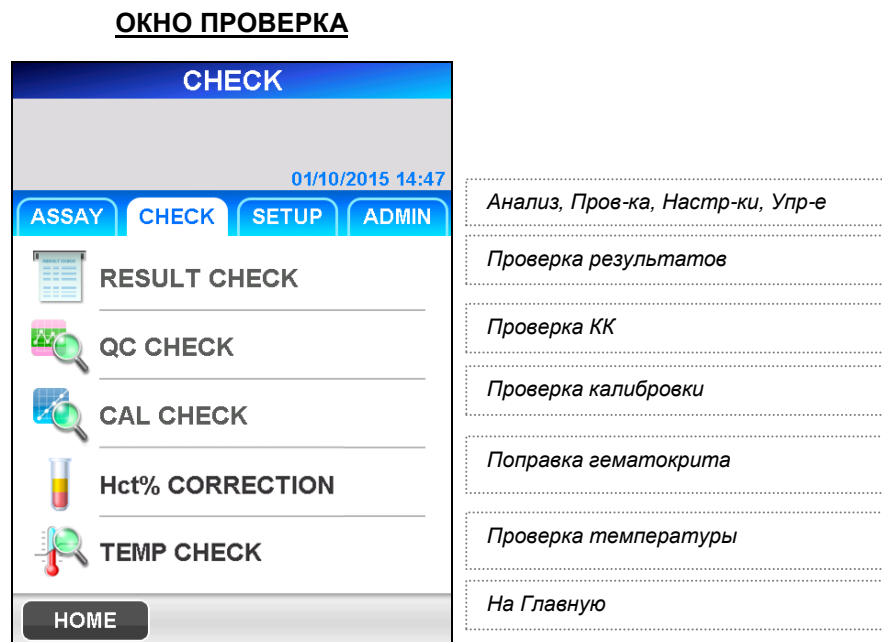 ОКНО ПРОВЕРКА
CHECK
01/10/2015 14:47
ASSAY CHECK SETUP ADMIN
Анализ, Пров-ка, Настр-ки, Упр-е
RESULT CHECK
Проверка результатов
QC CHECK
Проверка КК
CAL CHECK
Проверка калибровки
Hct% CORRECTION
Поправка гематокрита
TEMP CHECK
Проверка температуры
HOME
На Главную